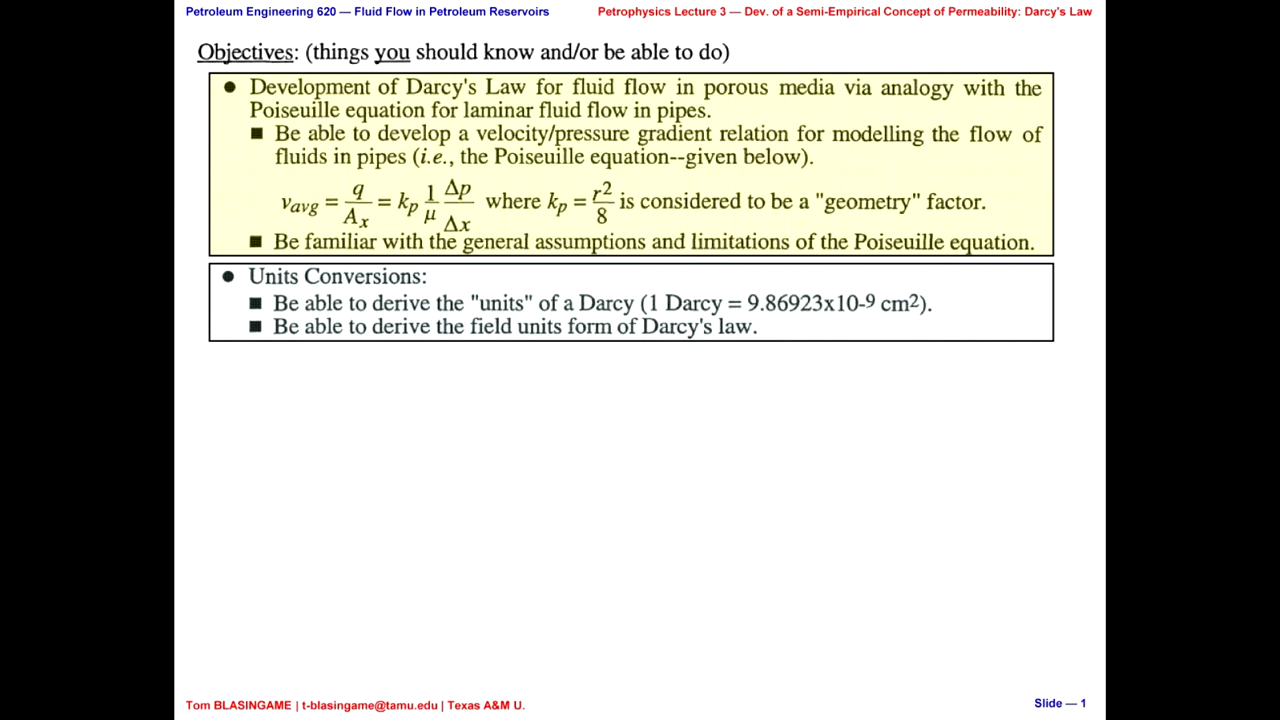 Petroleum Engineering 620 — Fluid Flow in Petroleum Reservoirs
Petrophysics Lecture 3 — Dev. of a Semi-Empirical Concept of Permeability: Darcy's Law
Objectives: (things you should know and/or be able to do)
● Development of Darcy's Law for fluid flow in porous media via analogy with the
Poiseuille equation for laminar fluid flow in pipes.
■ Be able to develop a velocity/pressure gradient relation for modelling the flow of
fluids in pipes (i.e., the Poiseuille equation--given below).
v_avg = q/A_x = k_p 1/μ Δp/Δx where k_p = r²/8 is considered to be a "geometry" factor.
■ Be familiar with the general assumptions and limitations of the Poiseuille equation.
● Units Conversions:
■ Be able to derive the "units" of a Darcy (1 Darcy = 9.86923x10-⁹ cm²).
■ Be able to derive the field units form of Darcy's law.
Tom BLASINGAME | t-blasingame@tamu.edu | Texas A&M U.
Slide — 1